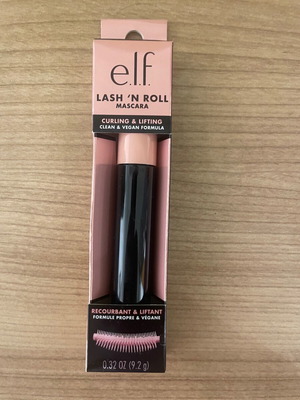 e.l.f.
LASH 'N ROLL
MASCARA
CURLING & LIFTING
CLEAN & VEGAN FORMULA
RECOURBANT & LIFTANT
FORMULE PROPRE & VÉGANE
0.32 OZ (9.2 g)